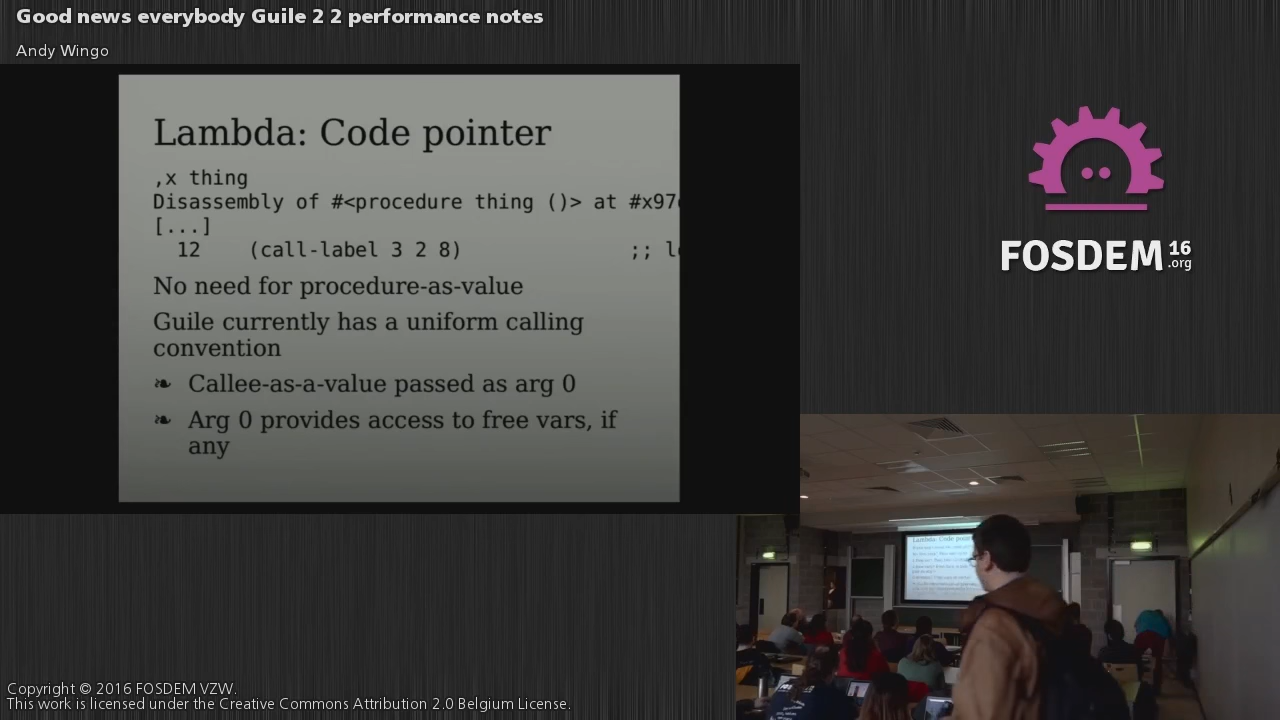 Good news everybody Guile 2 2 performance notes
Andy Wingo
Lambda: Code pointer
,x thing
Disassembly of #<procedure thing ()> at #x97
[...]
12    (call-label 3 2 8)    ;;
No need for procedure-as-value
Guile currently has a uniform calling
convention
❧ Callee-as-a-value passed as arg 0
❧ Arg 0 provides access to free vars, if
any
FOSDEM 16
.org
Lambda: Code
Copyright © 2016 FOSDEM VZW.
This work is licensed under the Creative Commons Attribution 2.0 Belgium License.